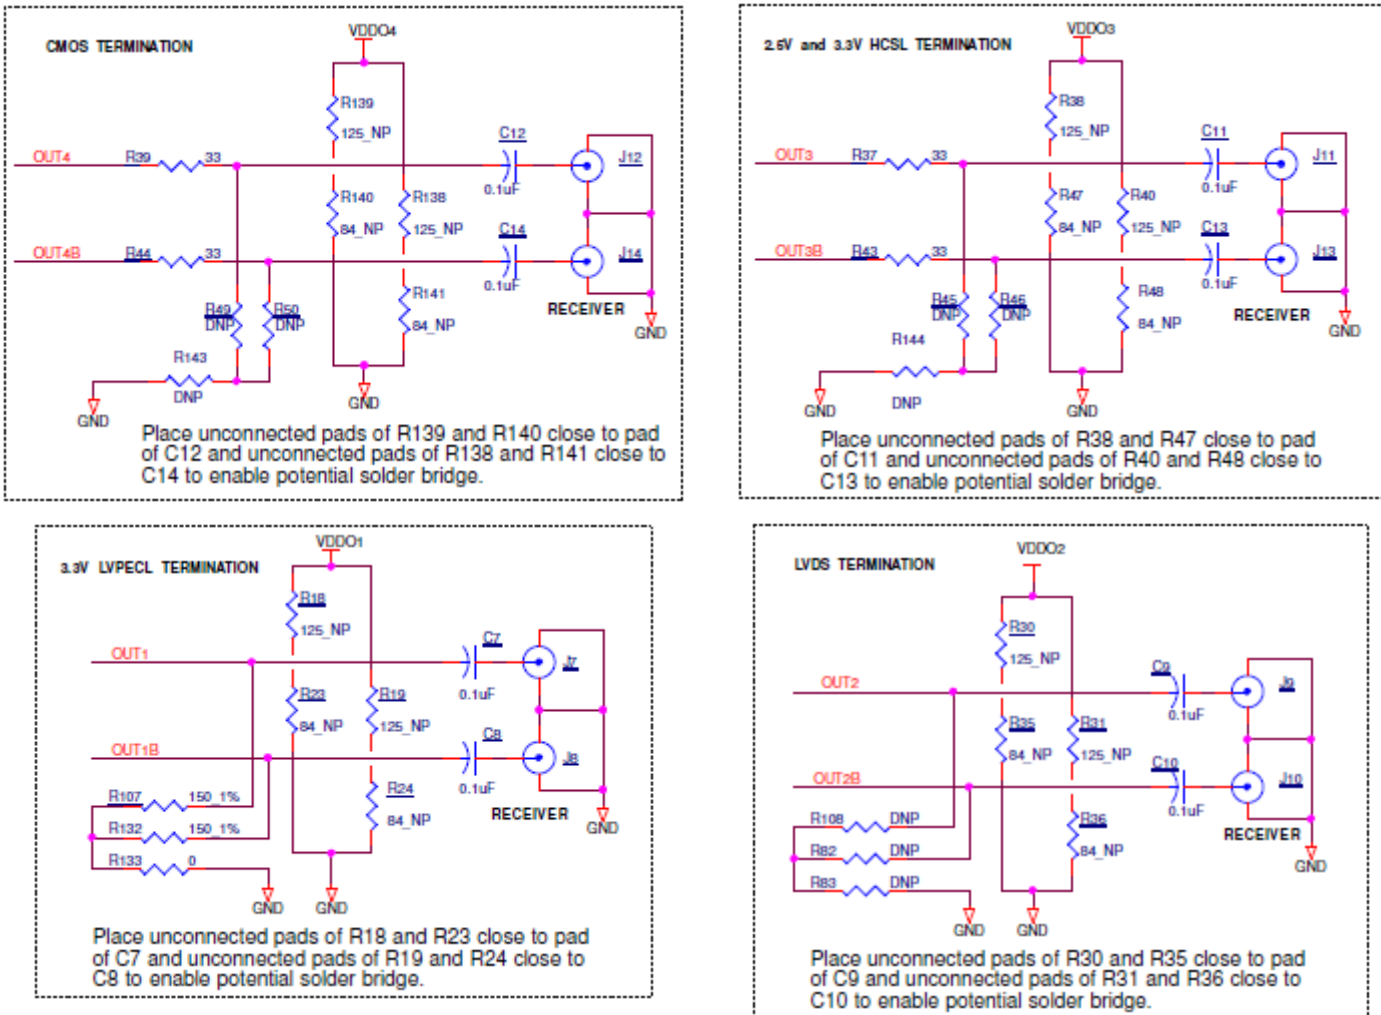 CMOS TERMINATION
VDDO4
R139
125_NP
C12
OUT4
R39
33
J12
0.1uF
R140
R138
84_NP
125_NP
C14
OUT4B
R44
33
J14
0.1uF
R141
R49
DNP
R50
DNP
84_NP
RECEIVER
GND
R143
DNP
GND
GND
Place unconnected pads of R139 and R140 close to pad
of C12 and unconnected pads of R138 and R141 close to
C14 to enable potential solder bridge.
2.5V and 3.3V HCSL TERMINATION
VDDO3
R38
125_NP
C11
OUT3
R37
33
J11
0.1uF
R47
R40
84_NP
125_NP
C13
OUT3B
R43
33
J13
0.1uF
R48
R45
DNP
R46
DNP
84_NP
RECEIVER
GND
R144
DNP
GND
GND
Place unconnected pads of R38 and R47 close to pad
of C11 and unconnected pads of R40 and R48 close to
C13 to enable potential solder bridge.
3.3V LVPECL TERMINATION
VDDO1
R18
125_NP
C7
OUT1
J7
0.1uF
R23
R19
84_NP
125_NP
C8
OUT1B
J8
0.1uF
R24
R107
150_1%
84_NP
RECEIVER
R132
150_1%
GND
R133
0
GND
GND
Place unconnected pads of R18 and R23 close to pad
of C7 and unconnected pads of R19 and R24 close to
C8 to enable potential solder bridge.
LVDS TERMINATION
VDDO2
R30
125_NP
C9
OUT2
J9
0.1uF
R35
R31
84_NP
125_NP
C10
OUT2B
J10
0.1uF
R36
R108
DNP
84_NP
RECEIVER
R82
DNP
GND
R83
DNP
GND
GND
Place unconnected pads of R30 and R35 close to pad
of C9 and unconnected pads of R31 and R36 close to
C10 to enable potential solder bridge.